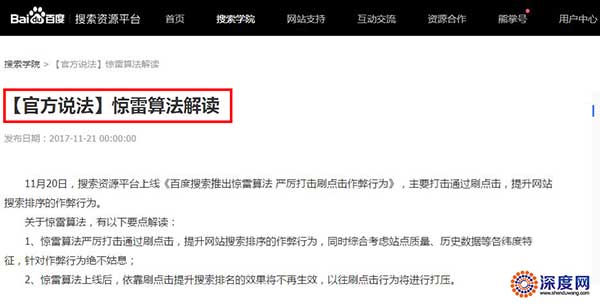 Bai百度 搜索资源平台 首页 搜索学院 网站支持 互动交流 资源合作 熊掌号 用户中心
搜索学院 > 【官方说法】惊雷算法解读
【官方说法】惊雷算法解读
发布日期：2017-11-21 00:00:00
11月20日，搜索资源平台上线《百度搜索推出惊雷算法 严厉打击刷点击作弊行为》，主要打击通过刷点击，提升网站
搜索排序的作弊行为。
关于惊雷算法，有以下要点解读：
1、惊雷算法严厉打击通过刷点击，提升网站搜索排序的作弊行为，同时综合考虑站点质量、历史数据等各纬度特
征，针对作弊行为绝不姑息；
2、惊雷算法上线后，依靠刷点击提升搜索排名的效果将不再生效，以往刷点击行为将进行打压。
深度网
www.shenduwang.com